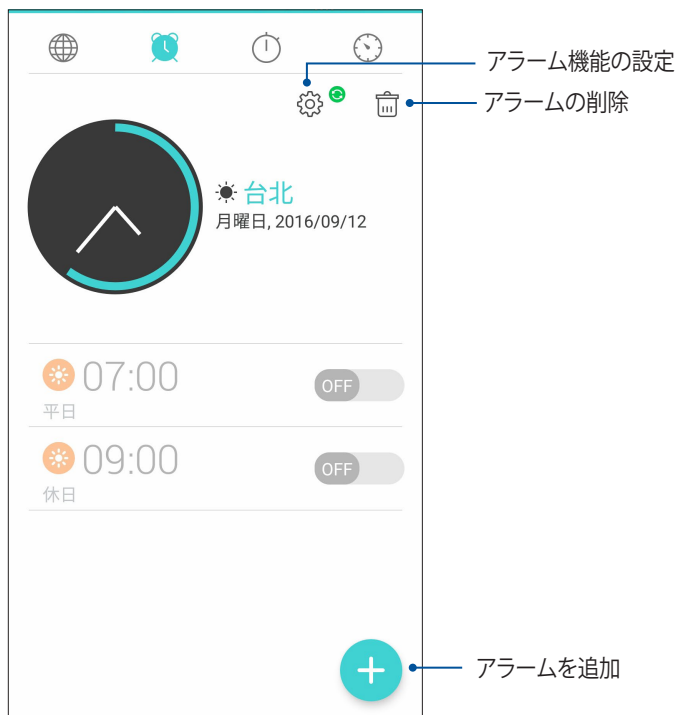 アラーム機能の設定
アラームの削除
台北
月曜日, 2016/09/12
07:00
OFF
平日
09:00
OFF
休日
アラームを追加